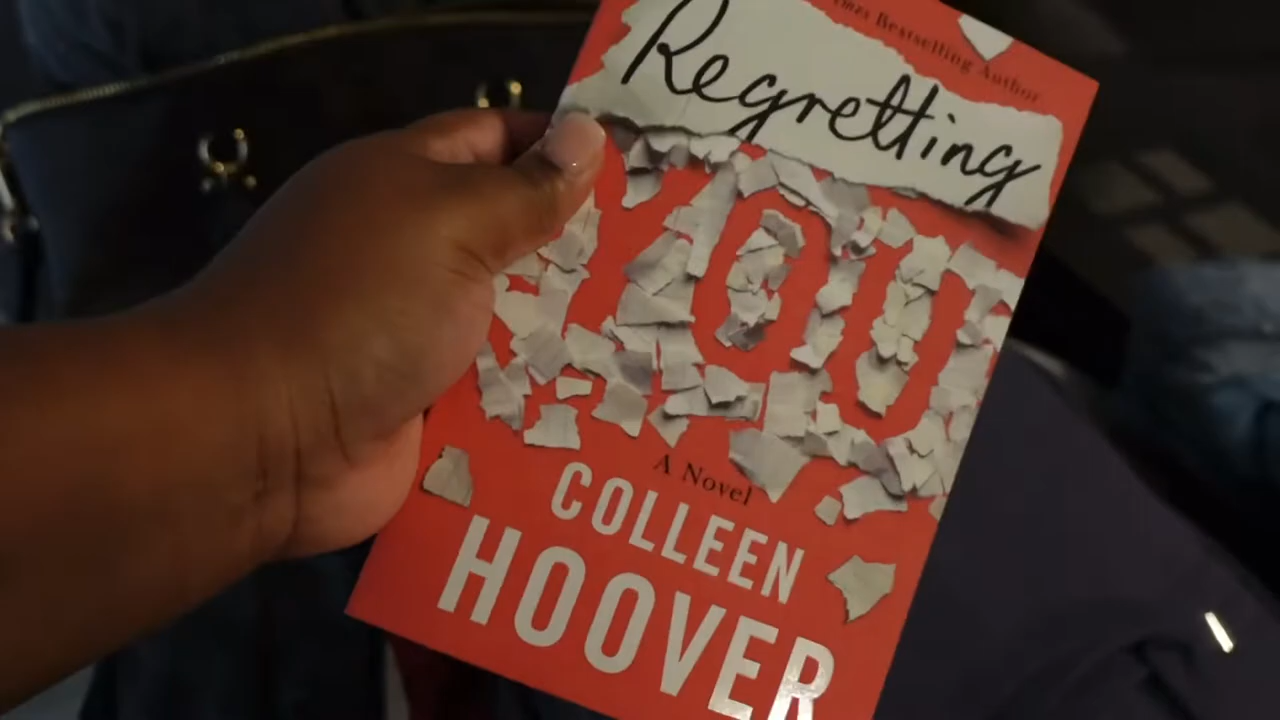 Bestselling Author
Regretting
YOU
A Novel
COLLEEN
HOOVER